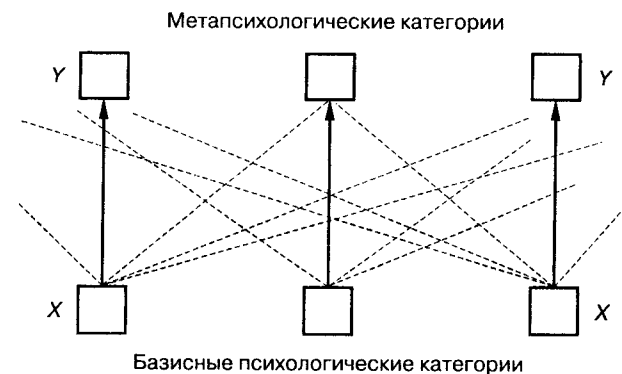 Метапсихологические категории
Y Y
X X
Базисные психологические категории